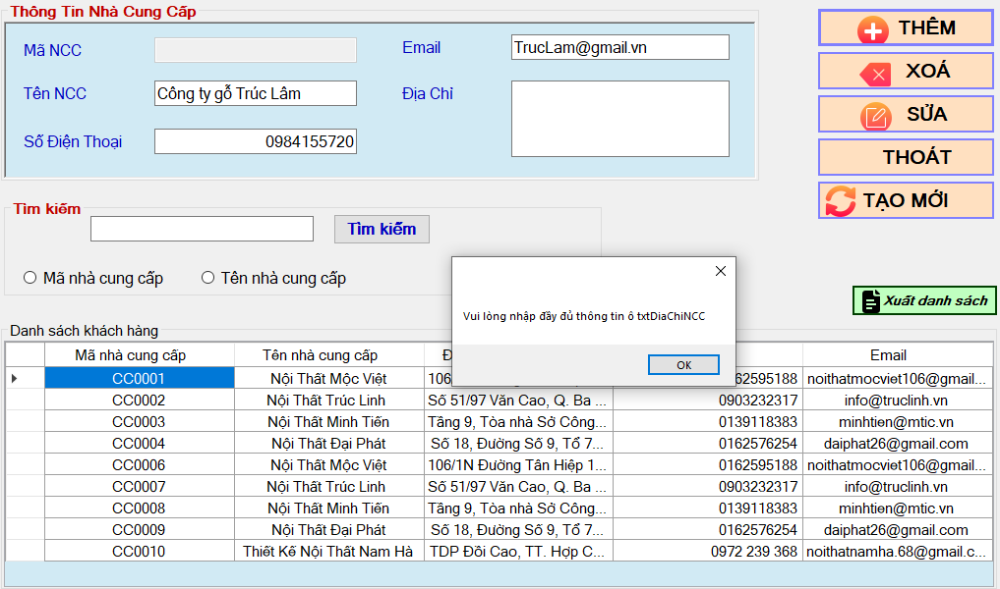 Thông Tin Nhà Cung Cấp
Mã NCC
Email TrucLam@gmail.vn
Tên NCC Công ty gỗ Trúc Lâm
Địa Chỉ
Số Điện Thoại 0984155720
THÊM
XOÁ
SỬA
THOÁT
TẠO MỚI
Tìm kiếm
Tìm kiếm
Mã nhà cung cấp Tên nhà cung cấp
Xuất danh sách
Vui lòng nhập đầy đủ thông tin ô txtDiaChiNCC
OK
Danh sách khách hàng
Mã nhà cung cấp Tên nhà cung cấp Email
CC0001 Nội Thất Mộc Việt 106 62595188 noithatmocviet106@gmail...
CC0002 Nội Thất Trúc Linh Số 51/97 Văn Cao, Q. Ba ... 0903232317 info@truclinh.vn
CC0003 Nội Thất Minh Tiến Tầng 9, Tòa nhà Sở Công... 0139118383 minhtien@mtic.vn
CC0004 Nội Thất Đại Phát Số 18, Đường Số 9, Tổ 7... 0162576254 daiphat26@gmail.com
CC0006 Nội Thất Mộc Việt 106/1N Đường Tân Hiệp 1... 0162595188 noithatmocviet106@gmail...
CC0007 Nội Thất Trúc Linh Số 51/97 Văn Cao, Q. Ba ... 0903232317 info@truclinh.vn
CC0008 Nội Thất Minh Tiến Tầng 9, Tòa nhà Sở Công... 0139118383 minhtien@mtic.vn
CC0009 Nội Thất Đại Phát Số 18, Đường Số 9, Tổ 7... 0162576254 daiphat26@gmail.com
CC0010 Thiết Kế Nội Thất Nam Hà TDP Đồi Cao, TT. Hợp C... 0972 239 368 noithatnamha.68@gmail.c...